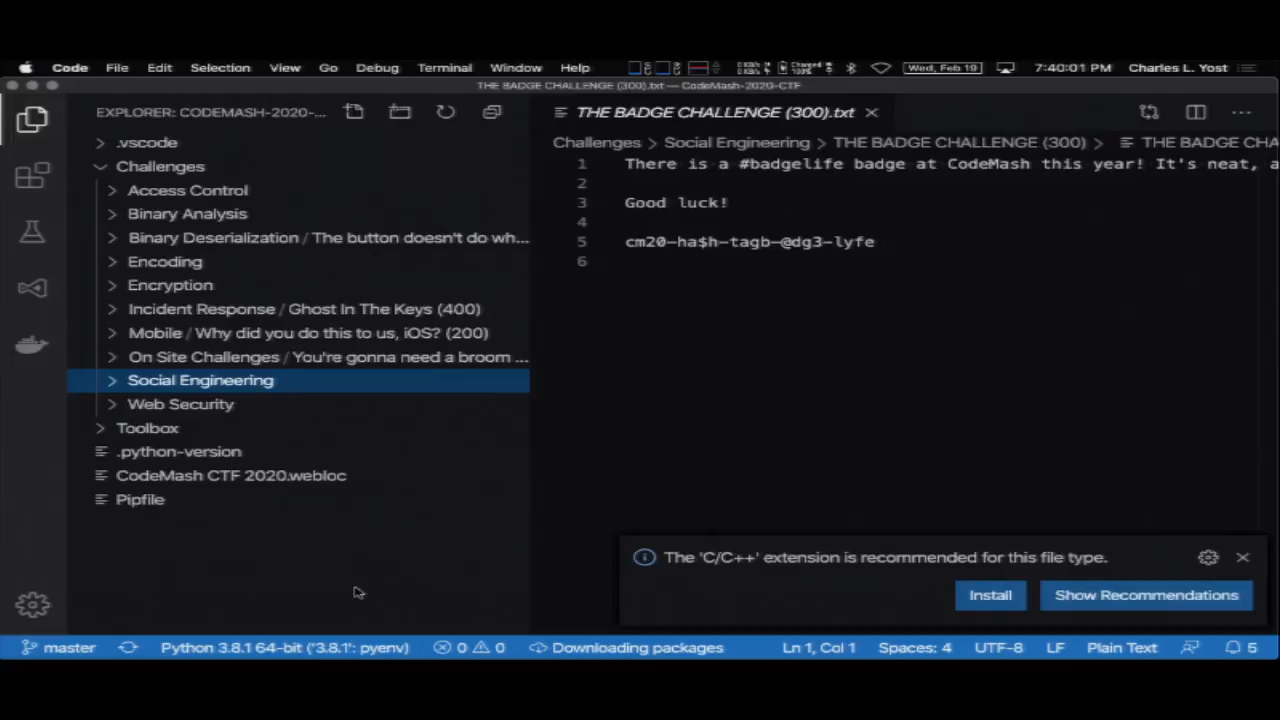 Code File Edit Selection View Go Debug Terminal Window Help Wed, Feb 19 7:40:01 PM Charles L. Yost
THE BADGE CHALLENGE (300).txt — CodeMash-2020-CTF
EXPLORER: CODEMASH-2020-...
THE BADGE CHALLENGE (300).txt
Challenges > Social Engineering > THE BADGE CHALLENGE (300) > THE BADGE CHA
.vscode
Challenges
Access Control
Binary Analysis
Binary Deserialization / The button doesn't do wh...
Encoding
Encryption
Incident Response / Ghost In The Keys (400)
Mobile / Why did you do this to us, iOS? (200)
On Site Challenges / You're gonna need a broom ...
Social Engineering
Web Security
Toolbox
.python-version
CodeMash CTF 2020.webloc
Pipfile
1 There is a #badgelife badge at CodeMash this year! It's neat, a
2
3 Good luck!
4
5 cm20-ha$h-tagb-@dg3-lyfe
6
The 'C/C++' extension is recommended for this file type.
Install
Show Recommendations
master Python 3.8.1 64-bit ('3.8.1': pyenv) 0 0 Downloading packages Ln 1, Col 1 Spaces: 4 UTF-8 LF Plain Text 5